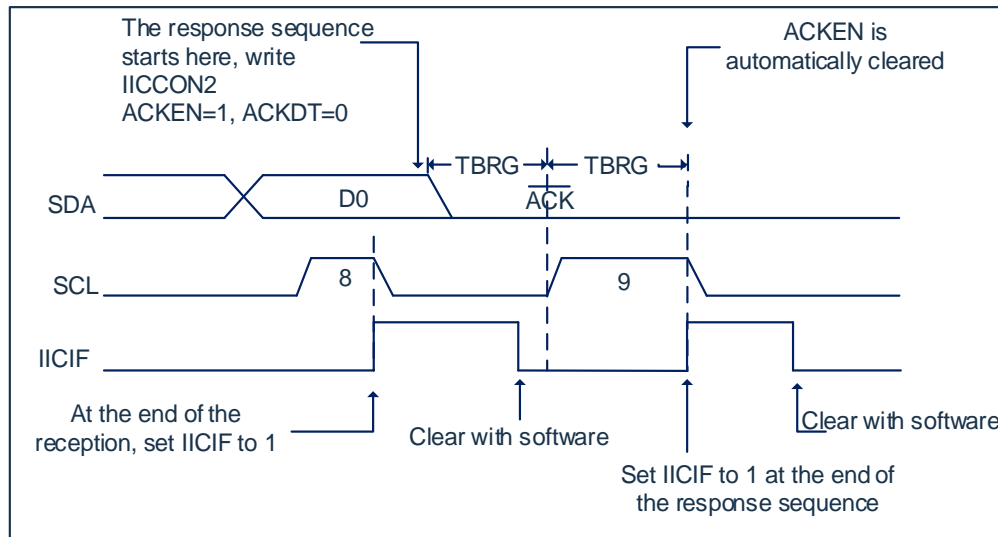 The response sequence
starts here, write
IICCON2
ACKEN=1, ACKDT=0
ACKEN is
automatically cleared
TBRG
TBRG
SDA
D0
ACK
SCL
8
9
IICIF
At the end of the
reception, set IICIF to 1
Clear with software
Clear with software
Set IICIF to 1 at the end of
the response sequence